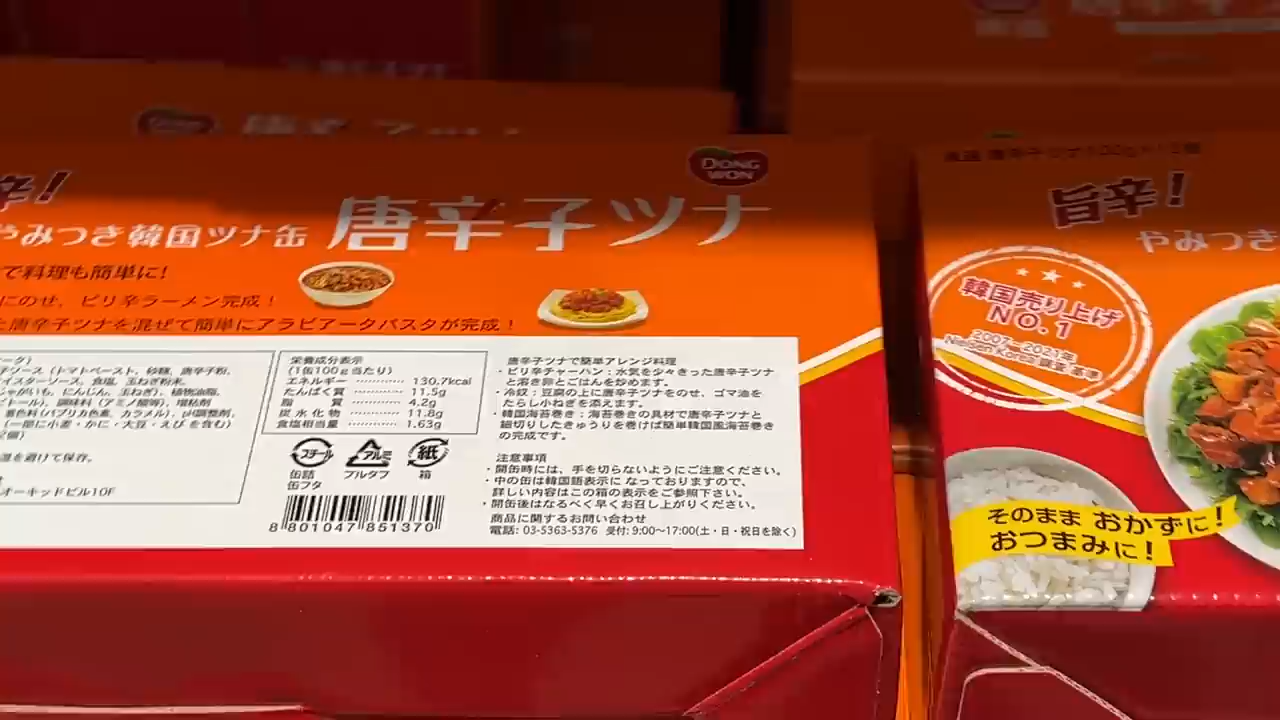 DONG WON
辛!
やみつき韓国ツナ缶 唐辛子ツナ
で料理も簡単に!
にのせ、ピリ辛ラーメン完成!
唐辛子ツナを混ぜて簡単にアラビアータパスタが完成!
ソース(トマトペースト、砂糖、唐辛子粉、
イスターソース、食塩、玉ねぎ粉末、
じゃがいも、にんじん、玉ねぎ)、植物油脂、
トール)、調味料(アミノ酸等)、増粘剤
着色料(パプリカ色素、カラメル)、pH調整剤、
(一部に小麦・かに・大豆・えびを含む)
を避けて保存。
オーキッドビル10F
栄養成分表示
(1缶100g当たり)
エネルギー 130.7kcal
たんぱく質 11.5g
脂質 4.2g
炭水化物 11.8g
食塩相当量 1.63g
スチール アルミ 紙
缶詰 プルタブ 箱
缶フタ
8 801047 851370
唐辛子ツナで簡単アレンジ料理
・ピリ辛チャーハン:水気を少々きった唐辛子ツナ
と溶き卵とごはんを炒めます。
・冷奴:豆腐の上に唐辛子ツナをのせ、ゴマ油を
たらし小ねぎを添えます。
・韓国海苔巻き:海苔巻きの具材で唐辛子ツナと
細切りしたきゅうりを巻けば簡単韓国風海苔巻き
の完成です。
注意事項
・開缶時には、手を切らないようにご注意ください。
・中の缶は韓国語表示になっておりますので、
詳しい内容はこの箱の表示をご参照下さい。
・開缶後はなるべく早くお召し上がりください。
商品に関するお問い合わせ
電話: 03-5363-5376 受付: 9:00〜17:00(土・日・祝日を除く)
旨辛!
やみつき
韓国売り上げ
NO.1
2007〜2021年
Nielsen Korea 調査 基準
そのまま おかずに!
おつまみに!